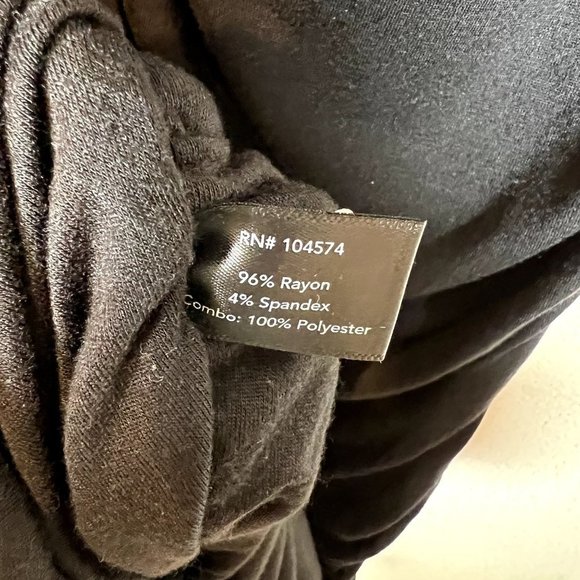 RN# 104574
96% Rayon
4% Spandex
Combo: 100% Polyester